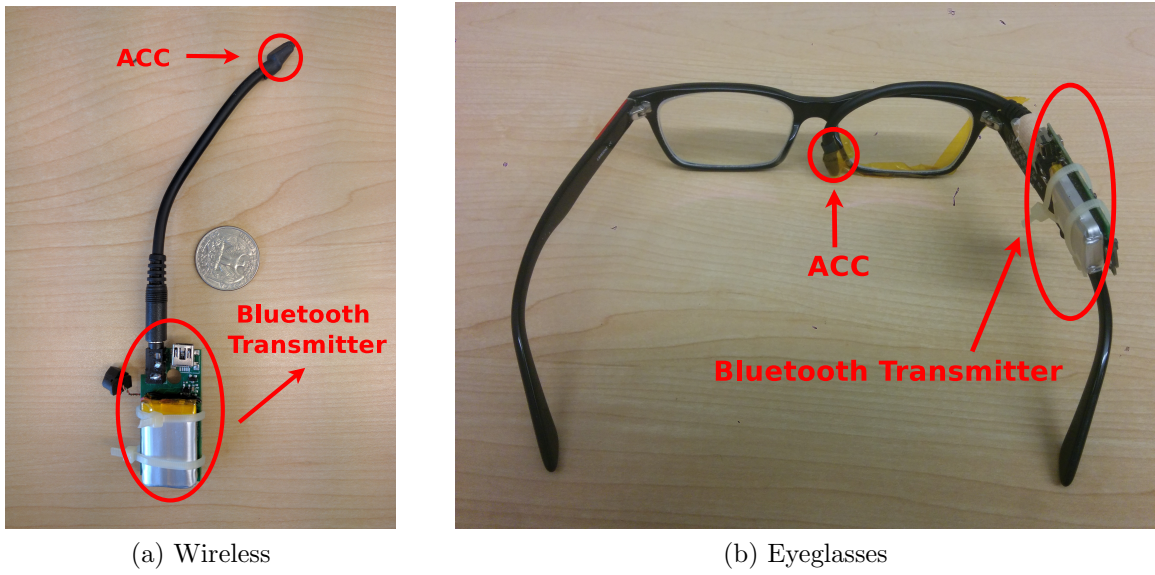 ACC
Bluetooth
Transmitter
(a) Wireless
ACC
Bluetooth Transmitter
(b) Eyeglasses